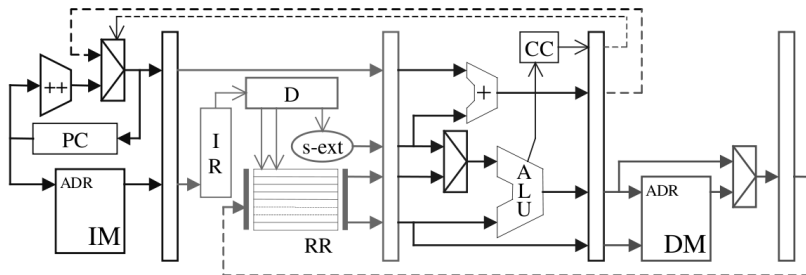 CC
++
D
+
PC
I
R
s-ext
A
L
U
ADR
IM
RR
ADR
DM